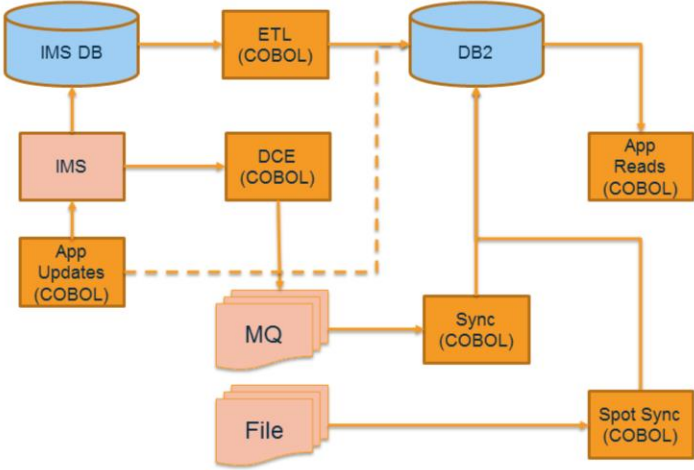 IMS DB
ETL
(COBOL)
DB2
IMS
DCE
(COBOL)
App
Reads
(COBOL)
App
Updates
(COBOL)
MQ
Sync
(COBOL)
File
Spot Sync
(COBOL)